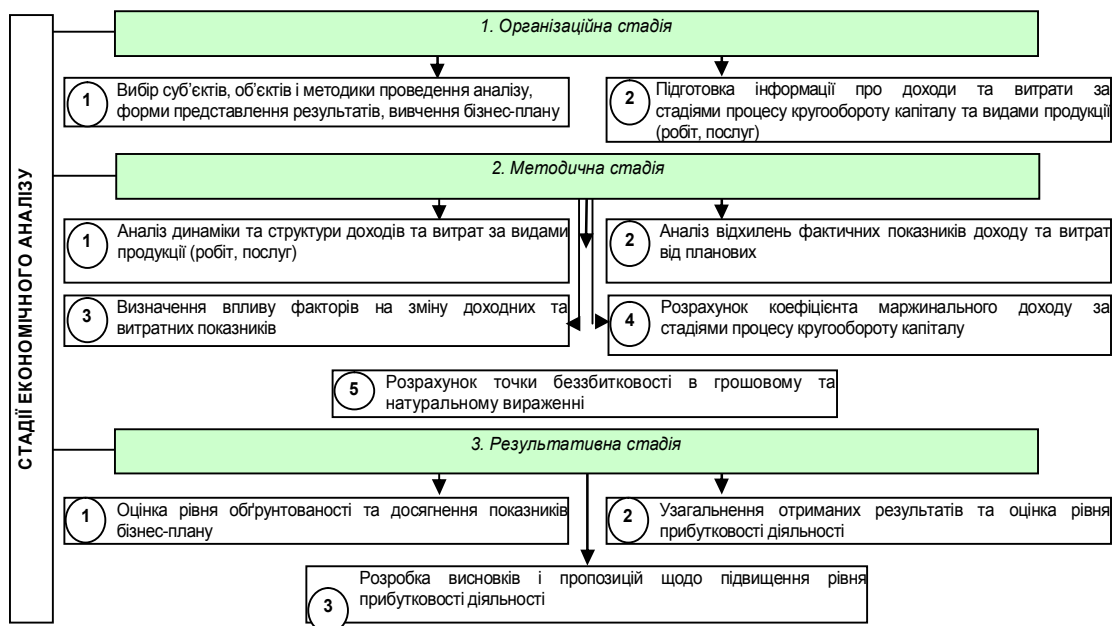 СТАДІЇ ЕКОНОМІЧНОГО АНАЛІЗУ
1. Організаційна стадія
1
Вибір суб’єктів, об’єктів і методики проведення аналізу,
форми представлення результатів, вивчення бізнес-плану
2
Підготовка інформації про доходи та витрати за
стадіями процесу кругообороту капіталу та видами продукції
(робіт, послуг)
2. Методична стадія
1
Аналіз динаміки та структури доходів та витрат за видами
продукції (робіт, послуг)
2
Аналіз відхилень фактичних показників доходу та витрат
від планових
3
Визначення впливу факторів на зміну доходних та
витратних показників
4
Розрахунок коефіцієнта маржинального доходу за
стадіями процесу кругообороту капіталу
5
Розрахунок точки беззбитковості в грошовому та
натуральному вираженні
3. Результативна стадія
1
Оцінка рівня обґрунтованості та досягнення показників
бізнес-плану
2
Узагальнення отриманих результатів та оцінка рівня
прибутковості діяльності
3
Розробка висновків і пропозицій щодо підвищення рівня
прибутковості діяльності